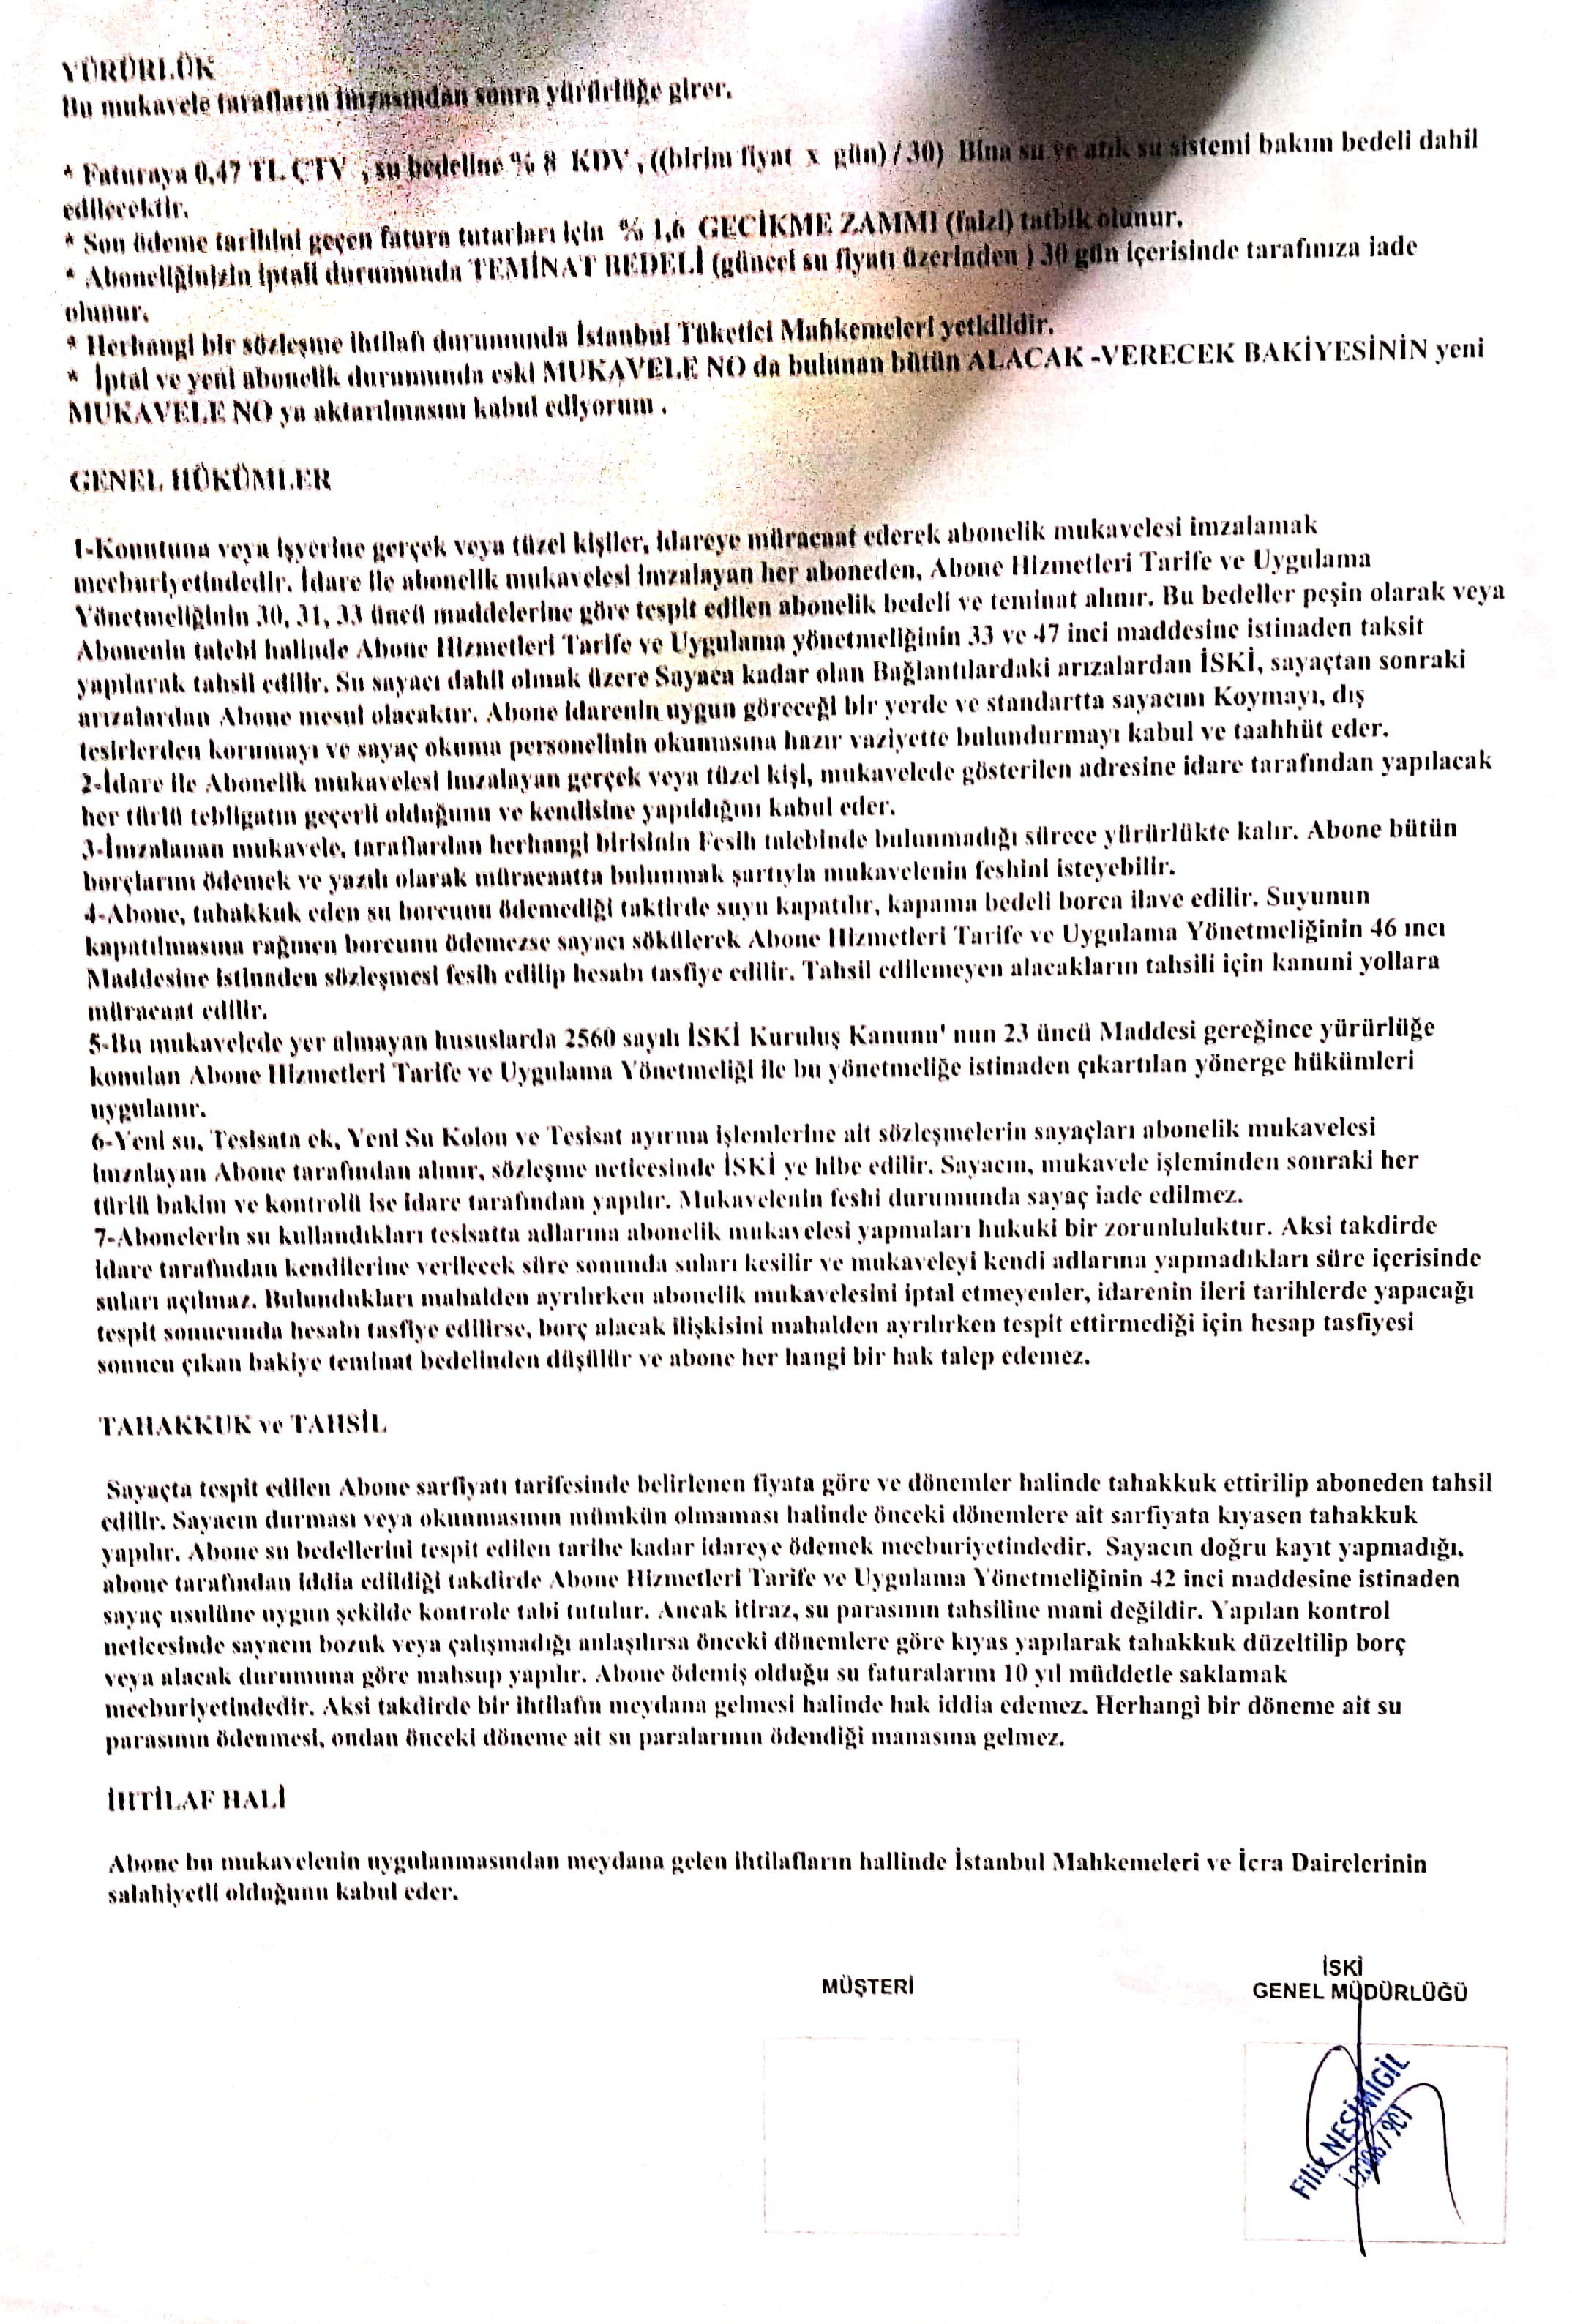 YÜRÜRLÜK
Bu mukavele tarafların imzasından sonra yürürlüğe girer.
* Faturaya 0,47 TL ÇTV , su bedeline % 8 KDV , ((birim fiyat x gün) / 30) Bina su ve atık su sistemi bakım bedeli dahil
edilecektir.
* Son ödeme tarihini geçen fatura tutarları için % 1,6 GECİKME ZAMMI (faizi) tatbik olunur.
* Aboneliğinizin iptali durumunda TEMİNAT BEDELİ (güncel su fiyatı üzerinden ) 30 gün içerisinde tarafınıza iade
olunur.
* Herhangi bir sözleşme ihtilafı durumunda İstanbul Tüketici Mahkemeleri yetkilidir.
* İptal ve yeni abonelik durumunda eski MUKAVELE NO da bulunan bütün ALACAK -VERECEK BAKİYESİNİN yeni
MUKAVELE NO ya aktarılmasını kabul ediyorum .
GENEL HÜKÜMLER
1-Konutuna veya işyerine gerçek veya tüzel kişiler, idareye müracaat ederek abonelik mukavelesi imzalamak
mecburiyetindedir. İdare ile abonelik mukavelesi imzalayan her aboneden, Abone Hizmetleri Tarife ve Uygulama
Yönetmeliğinin 30, 31, 33 üncü maddelerine göre tespit edilen abonelik bedeli ve teminat alınır. Bu bedeller peşin olarak veya
Abonenin talebi halinde Abone Hizmetleri Tarife ve Uygulama yönetmeliğinin 33 ve 47 inci maddesine istinaden taksit
yapılarak tahsil edilir. Su sayacı dahil olmak üzere Sayaca kadar olan Bağlantılardaki arızalardan İSKİ, sayaçtan sonraki
arızalardan Abone mesul olacaktır. Abone idarenin uygun göreceği bir yerde ve standartta sayacını Koymayı, dış
tesirlerden korumayı ve sayaç okuma personelinin okumasına hazır vaziyette bulundurmayı kabul ve taahhüt eder.
2-İdare ile Abonelik mukavelesi imzalayan gerçek veya tüzel kişi, mukavelede gösterilen adresine idare tarafından yapılacak
her türlü tebligatın geçerli olduğunu ve kendisine yapıldığını kabul eder.
3-İmzalanan mukavele, taraflardan herhangi birisinin Fesih talebinde bulunmadığı sürece yürürlükte kalır. Abone bütün
borçlarını ödemek ve yazılı olarak müracaatta bulunmak şartıyla mukavelenin feshini isteyebilir.
4-Abone, tahakkuk eden su borcunu ödemediği taktirde suyu kapatılır, kapama bedeli borca ilave edilir. Suyunun
kapatılmasına rağmen borcunu ödemezse sayacı sökülerek Abone Hizmetleri Tarife ve Uygulama Yönetmeliğinin 46 ıncı
Maddesine istinaden sözleşmesi fesih edilip hesabı tasfiye edilir. Tahsil edilemeyen alacakların tahsili için kanuni yollara
müracaat edilir.
5-Bu mukavelede yer almayan hususlarda 2560 sayılı İSKİ Kuruluş Kanunu' nun 23 üncü Maddesi gereğince yürürlüğe
konulan Abone Hizmetleri Tarife ve Uygulama Yönetmeliği ile bu yönetmeliğe istinaden çıkartılan yönerge hükümleri
uygulanır.
6-Yeni su, Tesisata ek, Yeni Su Kolon ve Tesisat ayırma işlemlerine ait sözleşmelerin sayaçları abonelik mukavelesi
imzalayan Abone tarafından alınır, sözleşme neticesinde İSKİ ye hibe edilir. Sayacın, mukavele işleminden sonraki her
türlü bakım ve kontrolü ise idare tarafından yapılır. Mukavelenin feshi durumunda sayaç iade edilmez.
7-Abonelerin su kullandıkları tesisatta adlarına abonelik mukavelesi yapmaları hukuki bir zorunluluktur. Aksi takdirde
idare tarafından kendilerine verilecek süre sonunda suları kesilir ve mukaveleyi kendi adlarına yapmadıkları süre içerisinde
suları açılmaz. Bulundukları mahalden ayrılırken abonelik mukavelesini iptal etmeyenler, idarenin ileri tarihlerde yapacağı
tespit sonucunda hesabı tasfiye edilirse, borç alacak ilişkisini mahalden ayrılırken tespit ettirmediği için hesap tasfiyesi
sonucu çıkan bakiye teminat bedelinden düşülür ve abone her hangi bir hak talep edemez.
TAHAKKUK ve TAHSİL
Sayaçta tespit edilen Abone sarfiyatı tarifesinde belirlenen fiyata göre ve dönemler halinde tahakkuk ettirilip aboneden tahsil
edilir. Sayacın durması veya okunmasının mümkün olmaması halinde önceki dönemlere ait sarfiyata kıyasen tahakkuk
yapılır. Abone su bedellerini tespit edilen tarihe kadar idareye ödemek mecburiyetindedir. Sayacın doğru kayıt yapmadığı,
abone tarafından iddia edildiği takdirde Abone Hizmetleri Tarife ve Uygulama Yönetmeliğinin 42 inci maddesine istinaden
sayaç usulüne uygun şekilde kontrole tabi tutulur. Ancak itiraz, su parasının tahsiline mani değildir. Yapılan kontrol
neticesinde sayacın bozuk veya çalışmadığı anlaşılırsa önceki dönemlere göre kıyas yapılarak tahakkuk düzeltilip borç
veya alacak durumuna göre mahsup yapılır. Abone ödemiş olduğu su faturalarını 10 yıl müddetle saklamak
mecburiyetindedir. Aksi takdirde bir ihtilafın meydana gelmesi halinde hak iddia edemez. Herhangi bir döneme ait su
parasının ödenmesi, ondan önceki döneme ait su paralarının ödendiği manasına gelmez.
İHTİLAF HALİ
Abone bu mukavelenin uygulanmasından meydana gelen ihtilafların hallinde İstanbul Mahkemeleri ve İcra Dairelerinin
salahiyetli olduğunu kabul eder.
MÜŞTERİ
İSKİ
GENEL MÜDÜRLÜĞÜ
Filiz NESİMİGİL